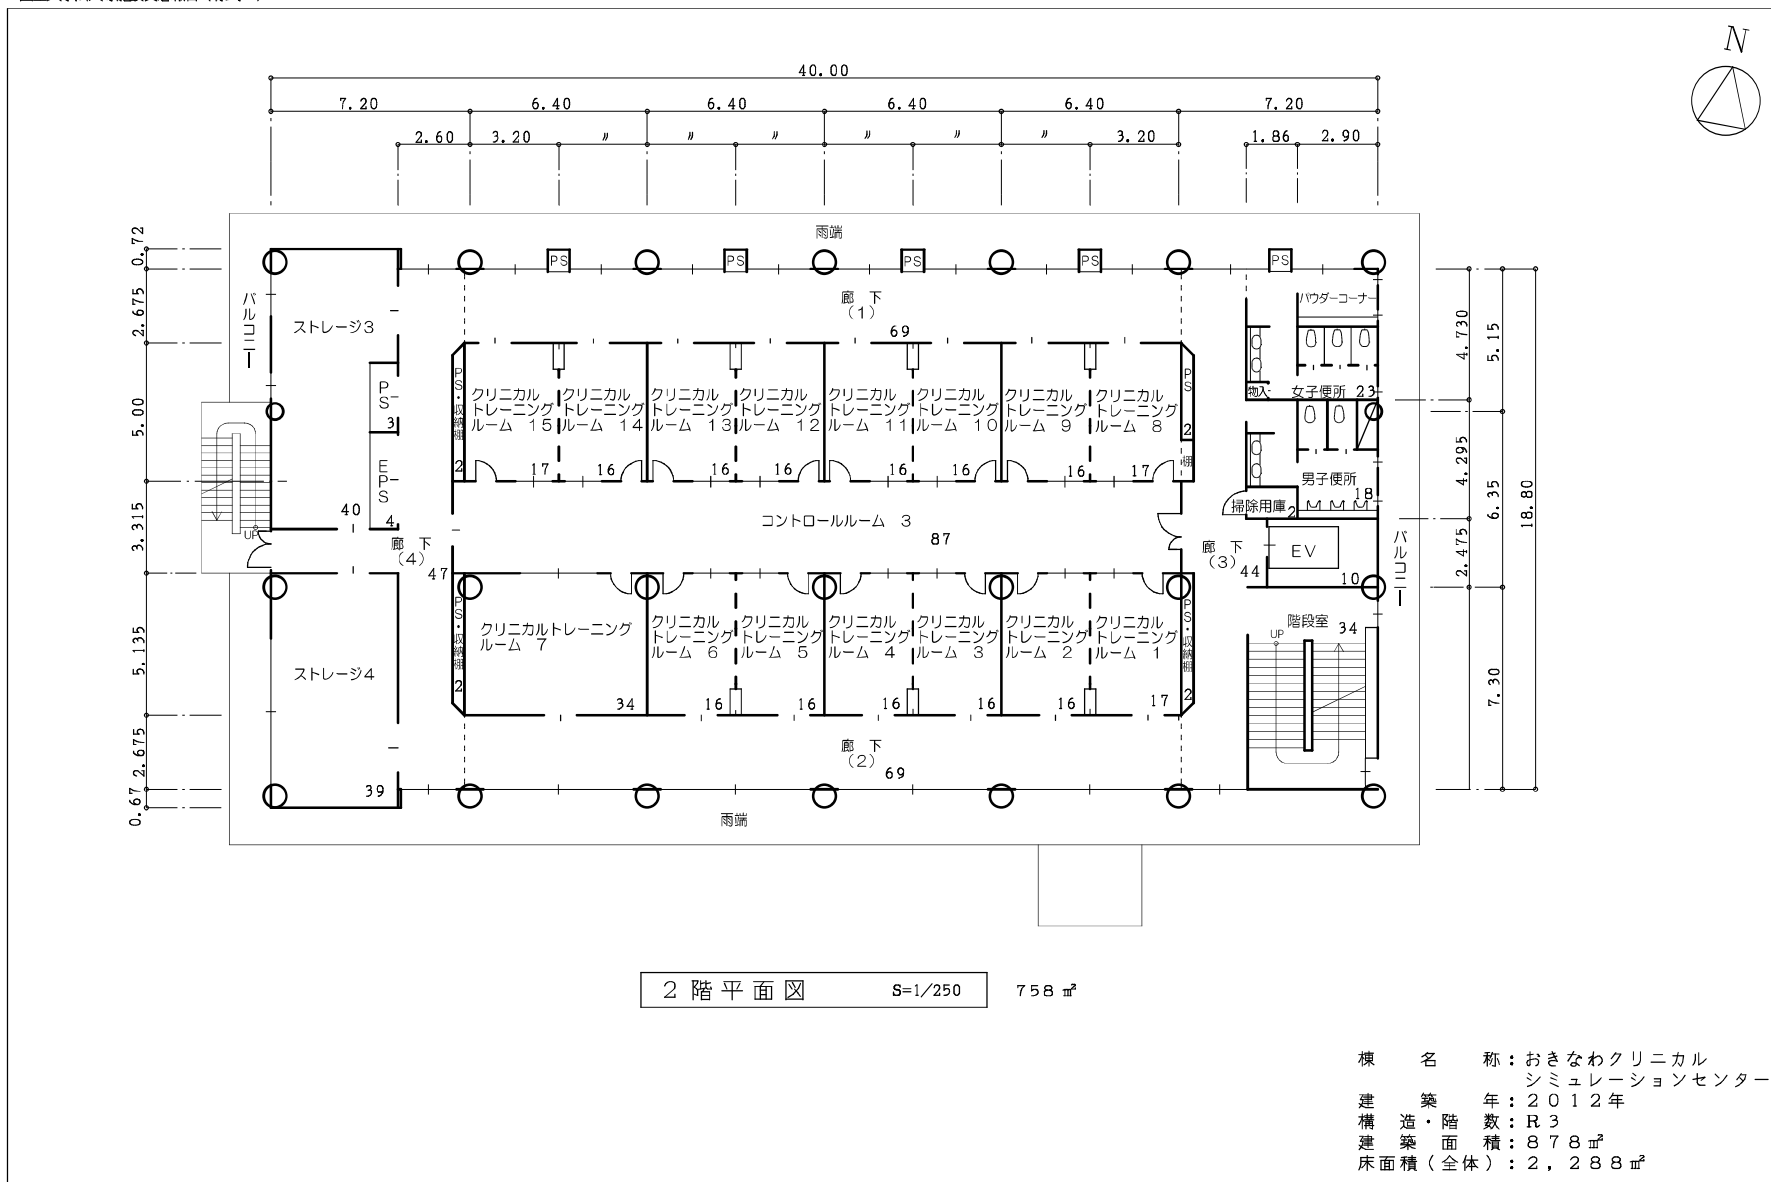 N
40.00
7.20 6.40 6.40 6.40 6.40 7.20
2.60 3.20 〃 〃 〃 〃 〃 〃 3.20 1.86 2.90
雨端
0.72
2.675
5.00
3.315
5.135
2.675
0.67
4.730
4.295
2.475
5.15
6.35
7.30
18.80
バルコニー
ストレージ3
40
PS
3
EPS
4
UP
廊下
(4)
47
ストレージ4
39
PS PS PS PS PS
廊下
(1)
69
PS・収納棚
2
クリニカル
トレーニング
ルーム 15
17
クリニカル
トレーニング
ルーム 14
16
クリニカル
トレーニング
ルーム 13
16
クリニカル
トレーニング
ルーム 12
16
クリニカル
トレーニング
ルーム 11
16
クリニカル
トレーニング
ルーム 10
16
クリニカル
トレーニング
ルーム 9
16
クリニカル
トレーニング
ルーム 8
17
PS
2
棚
コントロールルーム 3
87
PS・収納棚
2
クリニカルトレーニング
ルーム 7
34
クリニカル
トレーニング
ルーム 6
16
クリニカル
トレーニング
ルーム 5
16
クリニカル
トレーニング
ルーム 4
16
クリニカル
トレーニング
ルーム 3
16
クリニカル
トレーニング
ルーム 2
16
クリニカル
トレーニング
ルーム 1
17
PS・収納棚
2
廊下
(2)
69
パウダーコーナー
物入
女子便所 23
男子便所
18
掃除用庫 2
廊下
(3)
44
EV
10
バルコニー
階段室 34
UP
雨端
2階平面図 S=1/250 758㎡
棟名称：おきなわクリニカル
シミュレーションセンター
建築年：2012年
構造・階数：R3
建築面積：878㎡
床面積（全体）：2,288㎡